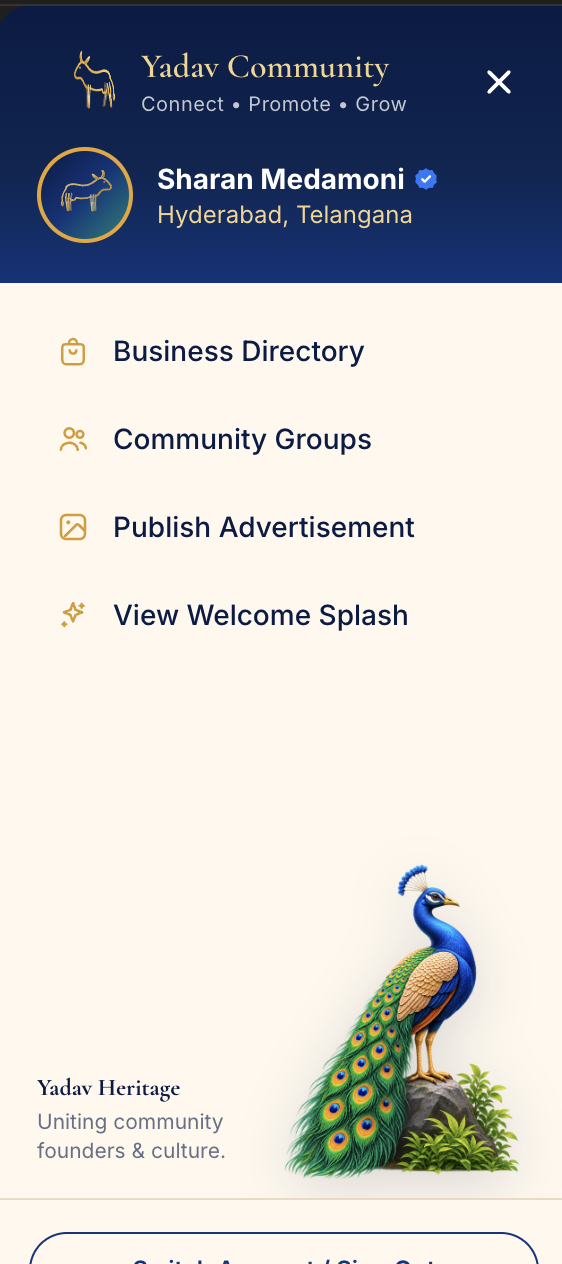 Yadav Community
Connect • Promote • Grow
Sharan Medamoni
Hyderabad, Telangana
Business Directory
Community Groups
Publish Advertisement
View Welcome Splash
Yadav Heritage
Uniting community
founders & culture.